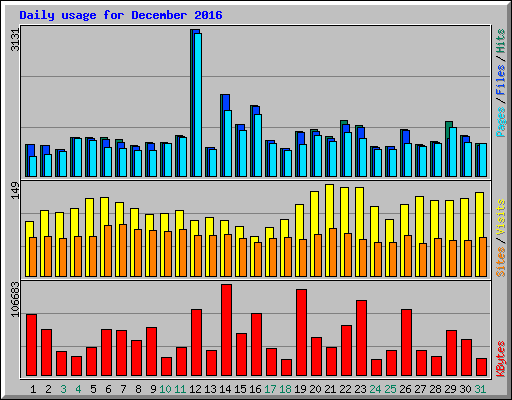 Daily usage for December 2016
3131
Pages / Files / Hits
149
Sites / Visits
106683
KBytes
1 2 3 4 5 6 7 8 9 10 11 12 13 14 15 16 17 18 19 20 21 22 23 24 25 26 27 28 29 30 31